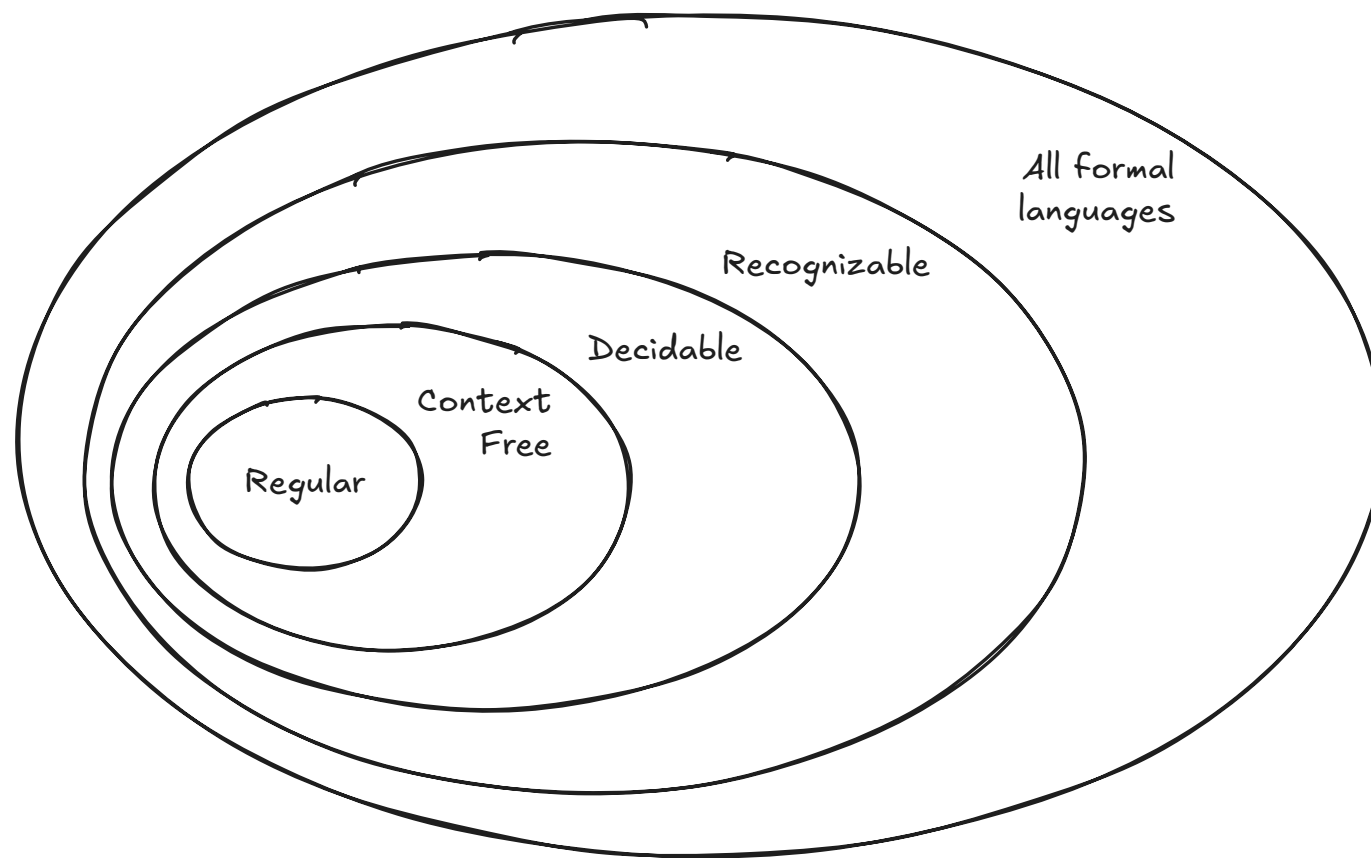 All formal
languages
Recognizable
Decidable
Context
Free
Regular